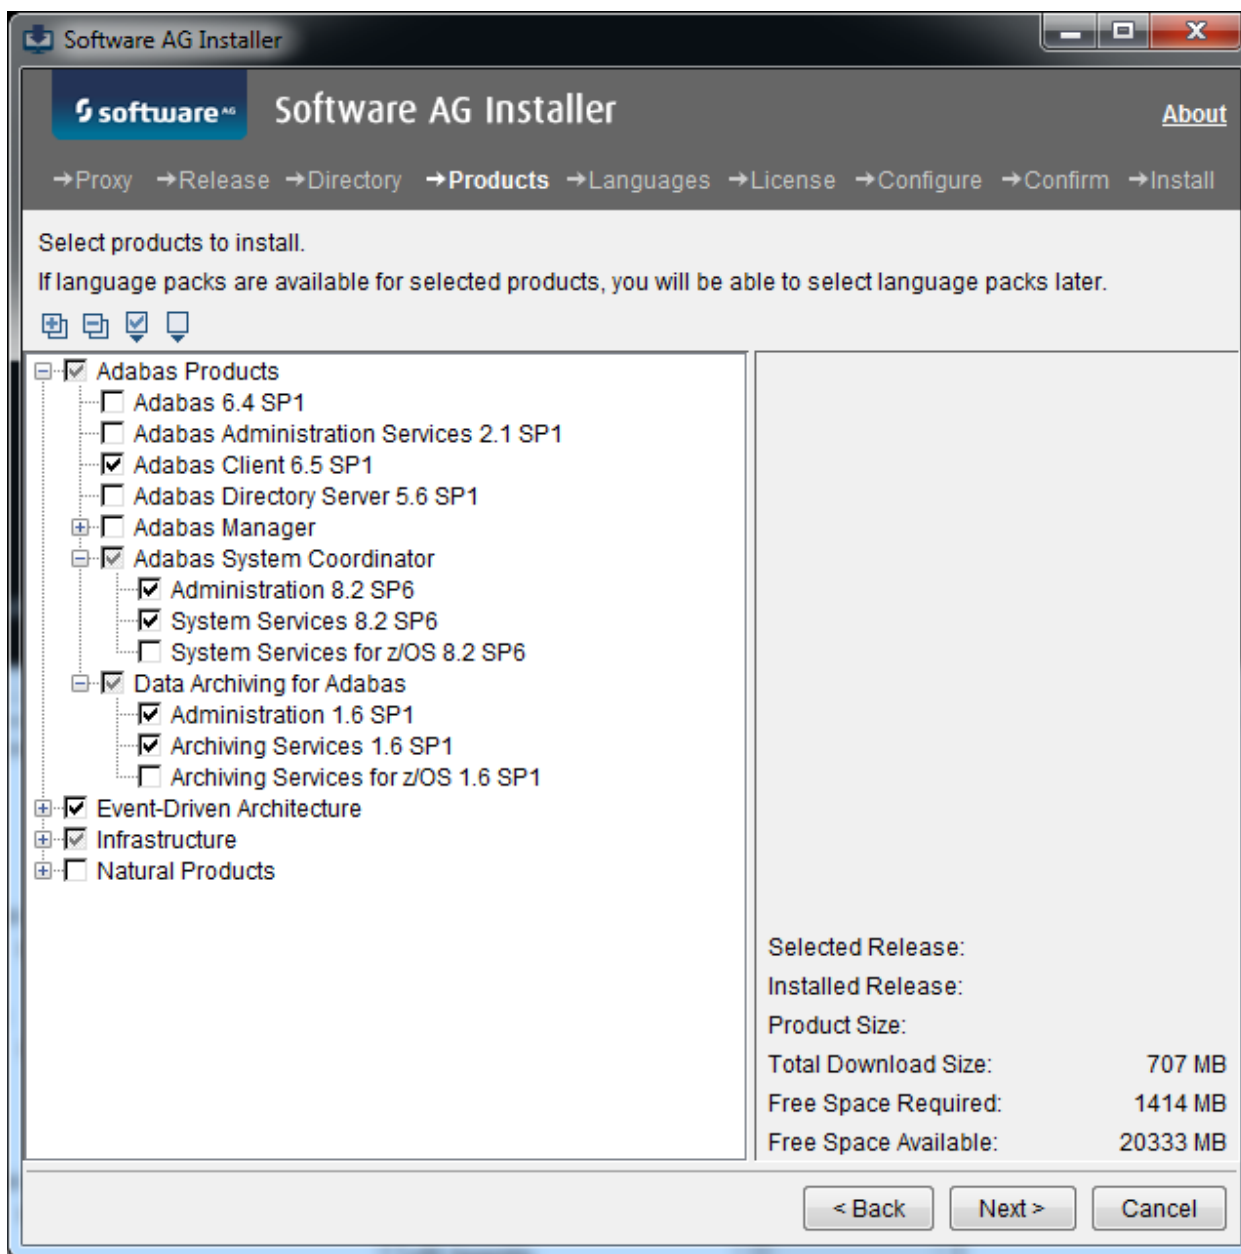 Software AG Installer
software AG Software AG Installer About
→Proxy →Release →Directory →Products →Languages →License →Configure →Confirm →Install
Select products to install.
If language packs are available for selected products, you will be able to select language packs later.
Adabas Products
Adabas 6.4 SP1
Adabas Administration Services 2.1 SP1
Adabas Client 6.5 SP1
Adabas Directory Server 5.6 SP1
Adabas Manager
Adabas System Coordinator
Administration 8.2 SP6
System Services 8.2 SP6
System Services for z/OS 8.2 SP6
Data Archiving for Adabas
Administration 1.6 SP1
Archiving Services 1.6 SP1
Archiving Services for z/OS 1.6 SP1
Event-Driven Architecture
Infrastructure
Natural Products
Selected Release:
Installed Release:
Product Size:
Total Download Size: 707 MB
Free Space Required: 1414 MB
Free Space Available: 20333 MB
< Back Next > Cancel